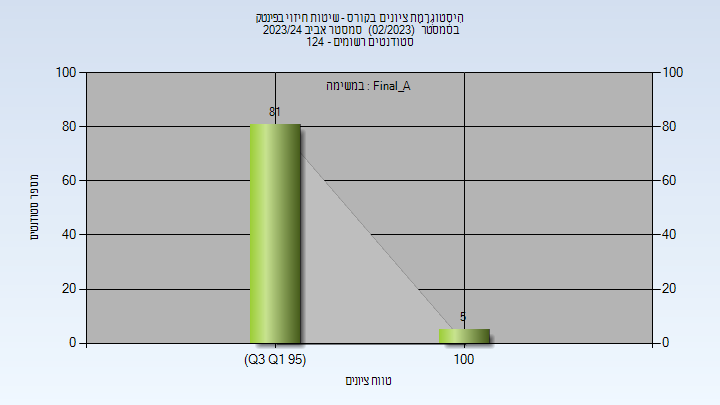 היסטוגרמת ציונים בקורס - שיטות חיזוי בפינטק
בסמסטר (02/2023) סמסטר אביב 2023/24
סטודנטים רשומים - 124
במשימה : Final_A
100 100
81
80 80
60 60
40 40
20 20
5
0 0
(Q3 Q1 95) 100
מספר סטודנטים
טווח ציונים